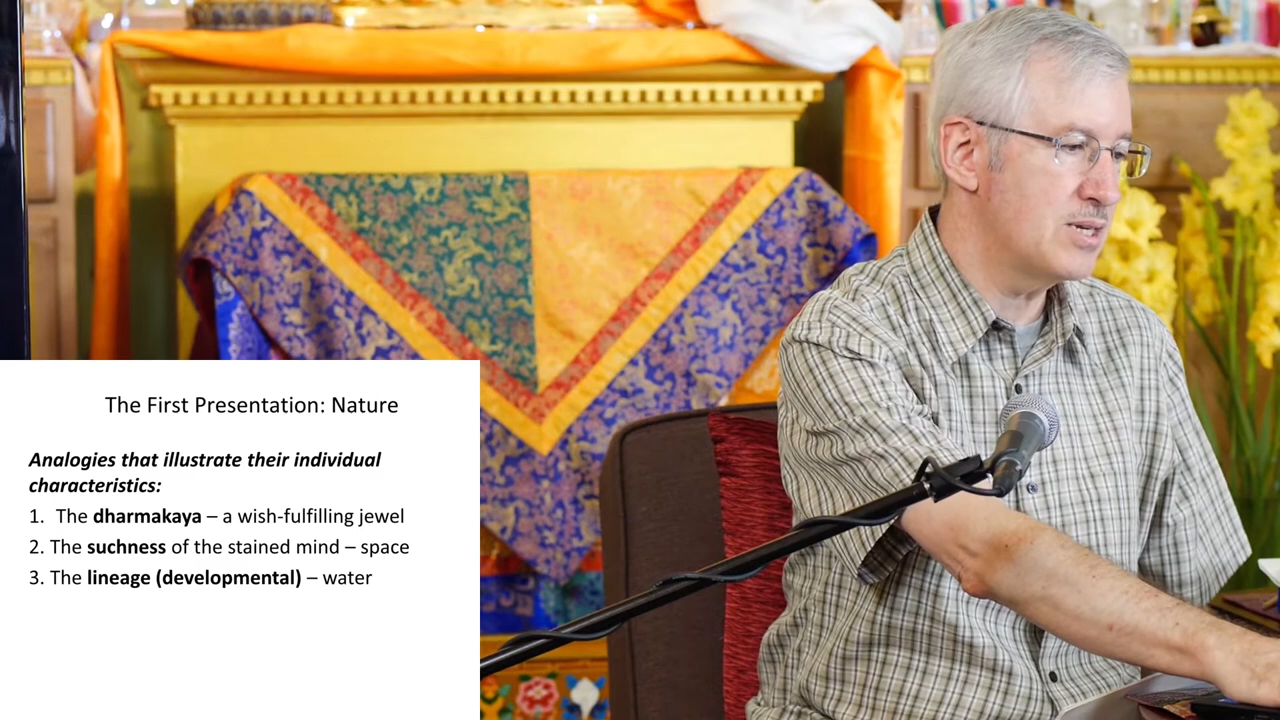 The First Presentation: Nature
Analogies that illustrate their individual
characteristics:
1. The dharmakaya – a wish-fulfilling jewel
2. The suchness of the stained mind – space
3. The lineage (developmental) – water